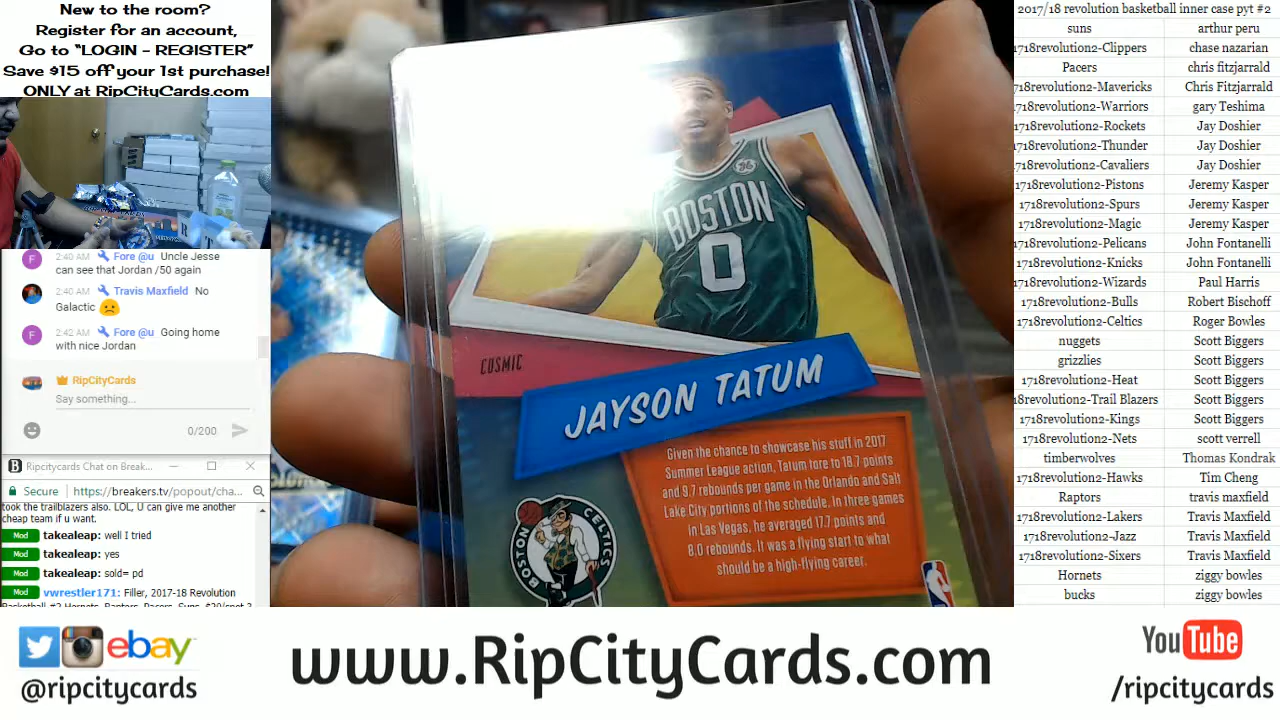 New to the room?
Register for an account,
Go to “LOGIN – REGISTER”
Save $15 off your 1st purchase!
ONLY at RipCityCards.com
2:40 AM Fore @u Uncle Jesse
can see that Jordan /50 again
2:40 AM Travis Maxfield No
Galactic
2:42 AM Fore @u Going home
with nice Jordan
RipCityCards
Say something...
0/200
Ripcitycards Chat on Break...
Secure https://breakers.tv/popout/cha...
took the trailblazers also. LOL, U can give me another
cheap team if u want.
Mod takealeap: well I tried
Mod takealeap: yes
Mod takealeap: sold= pd
Mod vwrestler171: Filler, 2017-18 Revolution
Basketball #2 Hornets, Raptors, Pacers, Suns, $20/spot 3
GE
BOSTON
0
COSMIC
JAYSON TATUM
Given the chance to showcase his stuff in 2017
Summer League action, Tatum tore to 18.7 points
and 9.7 rebounds per game in the Orlando and Salt
Lake City portions of the schedule. In three games
in Las Vegas, he averaged 17.7 points and
8.0 rebounds. It was a flying start to what
should be a high-flying career.
BOSTON CELTICS
2017/18 revolution basketball inner case pyt #2
suns arthur peru
1718revolution2-Clippers chase nazarian
Pacers chris fitzjarrald
1718revolution2-Mavericks Chris Fitzjarrald
1718revolution2-Warriors gary Teshima
1718revolution2-Rockets Jay Doshier
1718revolution2-Thunder Jay Doshier
1718revolution2-Cavaliers Jay Doshier
1718revolution2-Pistons Jeremy Kasper
1718revolution2-Spurs Jeremy Kasper
1718revolution2-Magic Jeremy Kasper
1718revolution2-Pelicans John Fontanelli
1718revolution2-Knicks John Fontanelli
1718revolution2-Wizards Paul Harris
1718revolution2-Bulls Robert Bischoff
1718revolution2-Celtics Roger Bowles
nuggets Scott Biggers
grizzlies Scott Biggers
1718revolution2-Heat Scott Biggers
18revolution2-Trail Blazers Scott Biggers
1718revolution2-Kings Scott Biggers
1718revolution2-Nets scott verrell
timberwolves Thomas Kondrak
1718revolution2-Hawks Tim Cheng
Raptors travis maxfield
1718revolution2-Lakers Travis Maxfield
1718revolution2-Jazz Travis Maxfield
1718revolution2-Sixers Travis Maxfield
Hornets ziggy bowles
bucks ziggy bowles
ebay
@ripcitycards
www.RipCityCards.com
YouTube
/ripcitycards